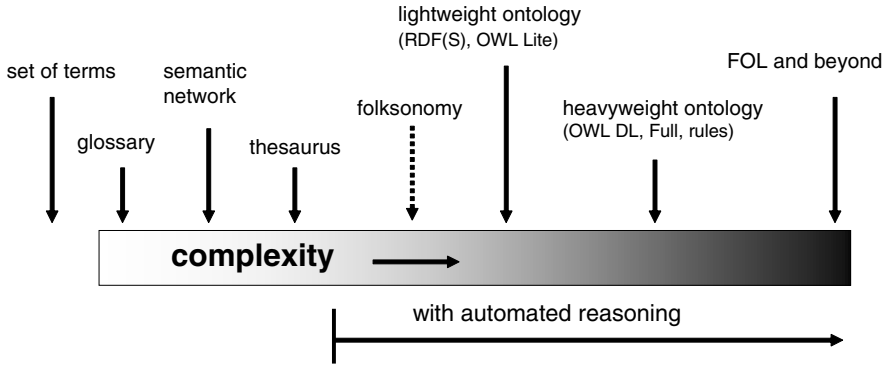 lightweight ontology
(RDF(S), OWL Lite)
FOL and beyond
set of terms
semantic
network
folksonomy
heavyweight ontology
(OWL DL, Full, rules)
glossary
thesaurus
complexity
with automated reasoning